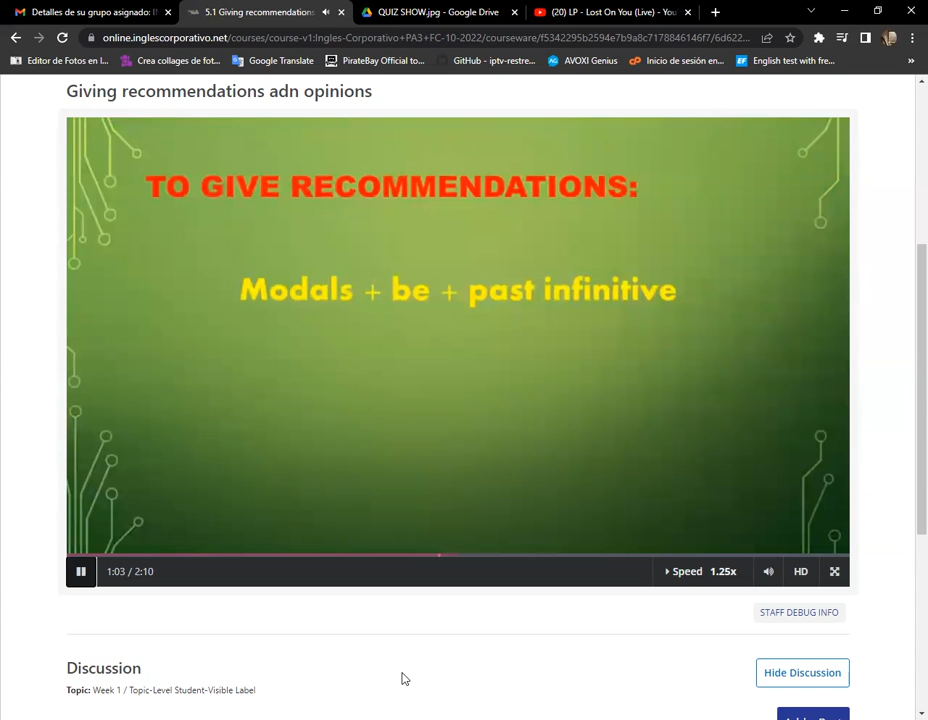 Detalles de su grupo asignado: I
5.1 Giving recommendations
QUIZ SHOW.jpg - Google Drive
(20) LP - Lost On You (Live) - You
online.inglescorporativo.net/courses/course-v1:Ingles-Corporativo+PA3+FC-10-2022/courseware/f5342295b2594e7b9a8c7178846146f7/6d622...
Editor de Fotos en l...
Crea collages de fot...
Google Translate
PirateBay Official to...
GitHub - iptv-restre...
AVOXI Genius
Inicio de sesión en...
English test with fre...
Giving recommendations adn opinions
TO GIVE RECOMMENDATIONS:
Modals + be + past infinitive
1:03 / 2:10
Speed 1.25x
HD
STAFF DEBUG INFO
Discussion
Hide Discussion
Topic: Week 1 / Topic-Level Student-Visible Label